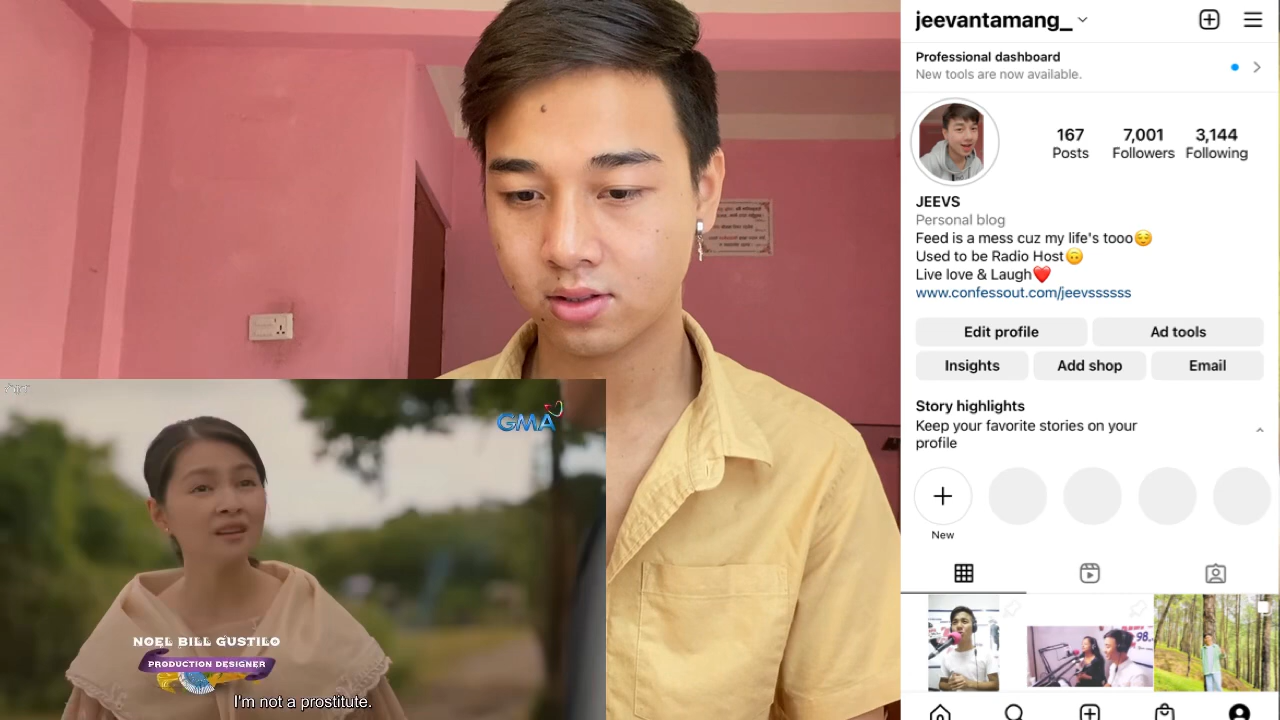 jeevantamang_
Professional dashboard
New tools are now available.
167
Posts
7,001
Followers
3,144
Following
JEEVS
Personal blog
Feed is a mess cuz my life's tooo😌
Used to be Radio Host🙃
Live love & Laugh❤️
www.confessout.com/jeevssssss
Edit profile
Ad tools
Insights
Add shop
Email
Story highlights
Keep your favorite stories on your
profile
New
98.
GMA
NOEL BILL GUSTILO
PRODUCTION DESIGNER
I'm not a prostitute.